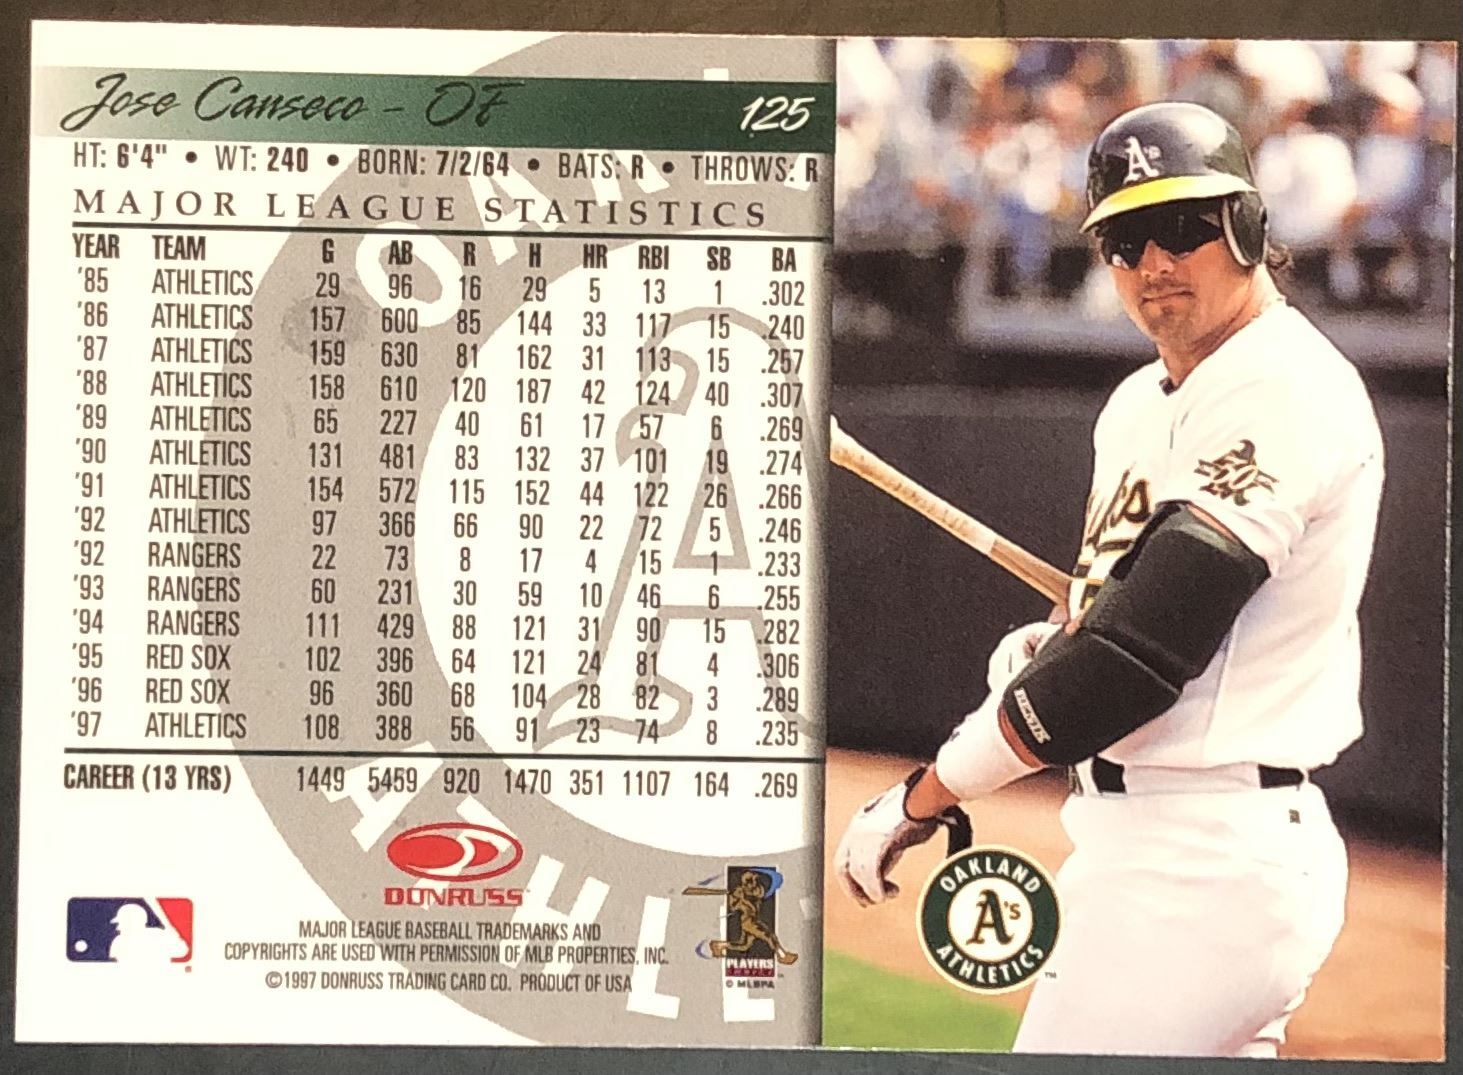 Jose Canseco - OF 125
HT: 6'4" • WT: 240 • BORN: 7/2/64 • BATS: R • THROWS: R
MAJOR LEAGUE STATISTICS
YEAR TEAM G AB R H HR RBI SB BA
'85 ATHLETICS 29 96 16 29 5 13 1 .302
'86 ATHLETICS 157 600 85 144 33 117 15 .240
'87 ATHLETICS 159 630 81 162 31 113 15 .257
'88 ATHLETICS 158 610 120 187 42 124 40 .307
'89 ATHLETICS 65 227 40 61 17 57 6 .269
'90 ATHLETICS 131 481 83 132 37 101 19 .274
'91 ATHLETICS 154 572 115 152 44 122 26 .266
'92 ATHLETICS 97 366 66 90 22 72 5 .246
'92 RANGERS 22 73 8 17 4 15 1 .233
'93 RANGERS 60 231 30 59 10 46 6 .255
'94 RANGERS 111 429 88 121 31 90 15 .282
'95 RED SOX 102 396 64 121 24 81 4 .306
'96 RED SOX 96 360 68 104 28 82 3 .289
'97 ATHLETICS 108 388 56 91 23 74 8 .235
CAREER (13 YRS) 1449 5459 920 1470 351 1107 164 .269
DONRUSS
MAJOR LEAGUE BASEBALL TRADEMARKS AND
COPYRIGHTS ARE USED WITH PERMISSION OF MLB PROPERTIES, INC.
©1997 DONRUSS TRADING CARD CO. PRODUCT OF USA
PLAYERS
CHOICE
© MLBPA
A's
OAKLAND
A's
ATHLETICS
™